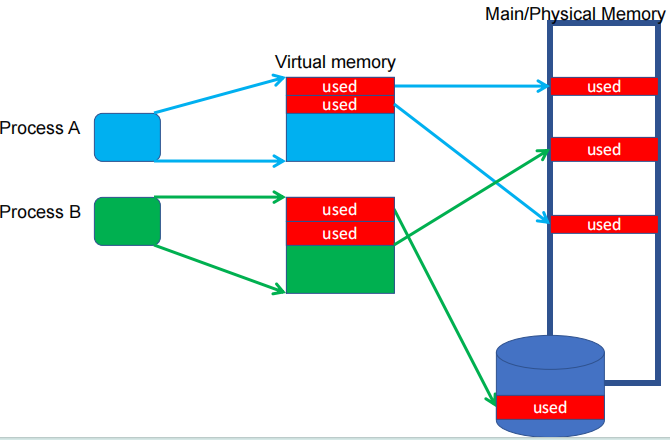 Main/Physical Memory
Virtual memory
used
used
used
Process A
used
Process B
used
used
used
used